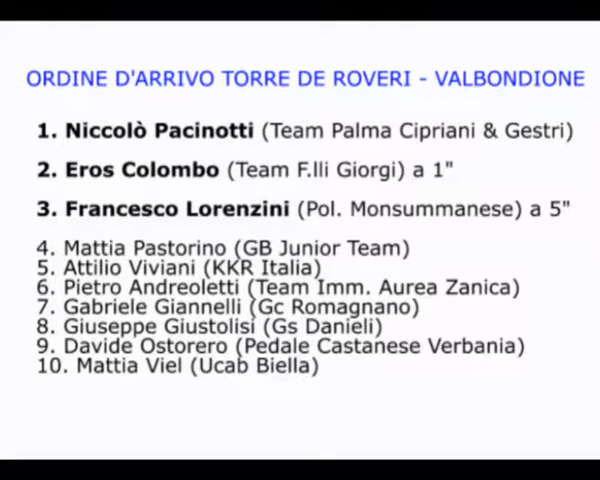 ORDINE D'ARRIVO TORRE DE ROVERI - VALBONDIONE
1. Niccolò Pacinotti (Team Palma Cipriani & Gestri)
2. Eros Colombo (Team F.lli Giorgi) a 1"
3. Francesco Lorenzini (Pol. Monsummanese) a 5"
4. Mattia Pastorino (GB Junior Team)
5. Attilio Viviani (KKR Italia)
6. Pietro Andreoletti (Team Imm. Aurea Zanica)
7. Gabriele Giannelli (Gc Romagnano)
8. Giuseppe Giustolisi (Gs Danieli)
9. Davide Ostorero (Pedale Castanese Verbania)
10. Mattia Viel (Ucab Biella)